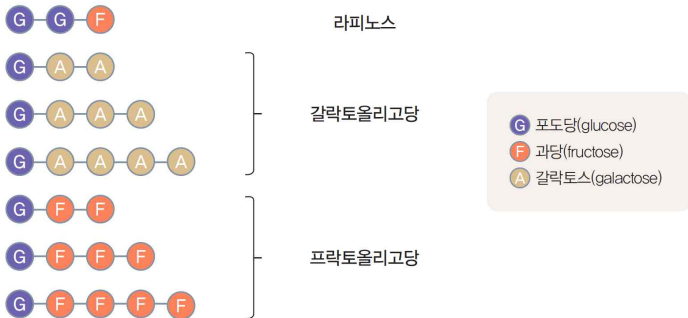 G G F 라피노스
G A A
G A A A 갈락토올리고당
G A A A A
G F F
G F F F 프락토올리고당
G F F F F
G 포도당(glucose)
F 과당(fructose)
A 갈락토스(galactose)